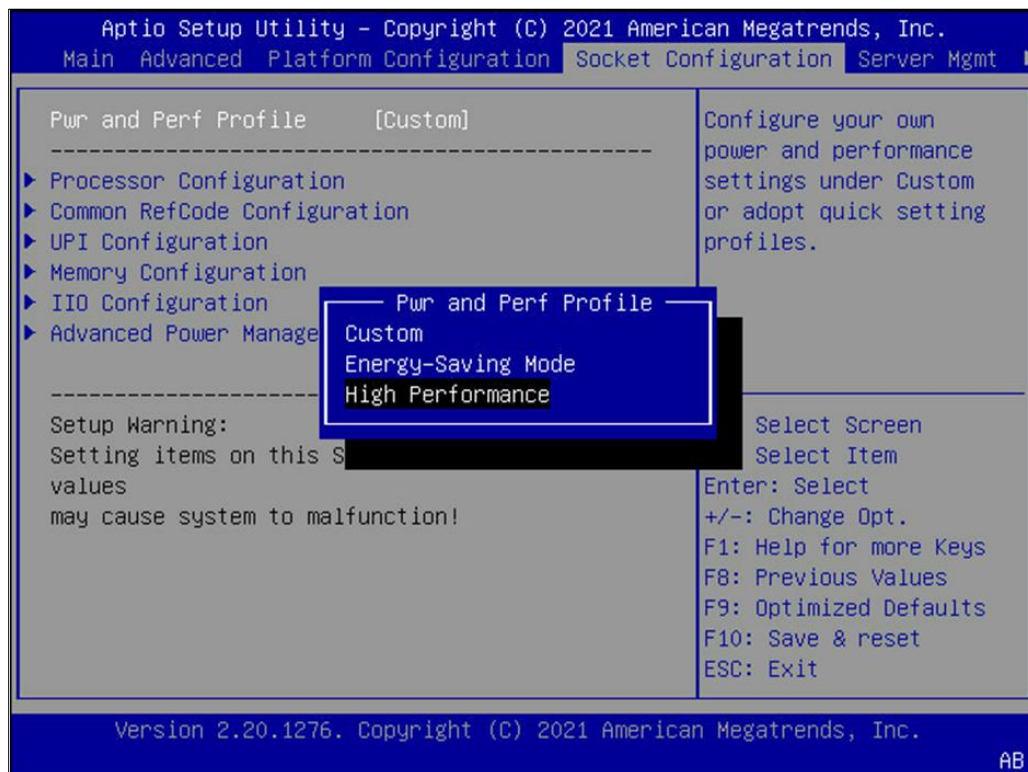 Aptio Setup Utility – Copyright (C) 2021 American Megatrends, Inc.
Main Advanced Platform Configuration Socket Configuration Server Mgmt
Pwr and Perf Profile [Custom]
Processor Configuration
Common RefCode Configuration
UPI Configuration
Memory Configuration
IIO Configuration
Advanced Power Manage
Setup Warning:
Setting items on this S
values
may cause system to malfunction!
Pwr and Perf Profile
Custom
Energy-Saving Mode
High Performance
Configure your own
power and performance
settings under Custom
or adopt quick setting
profiles.
Select Screen
Select Item
Enter: Select
+/-: Change Opt.
F1: Help for more Keys
F8: Previous Values
F9: Optimized Defaults
F10: Save & reset
ESC: Exit
Version 2.20.1276. Copyright (C) 2021 American Megatrends, Inc.
AB